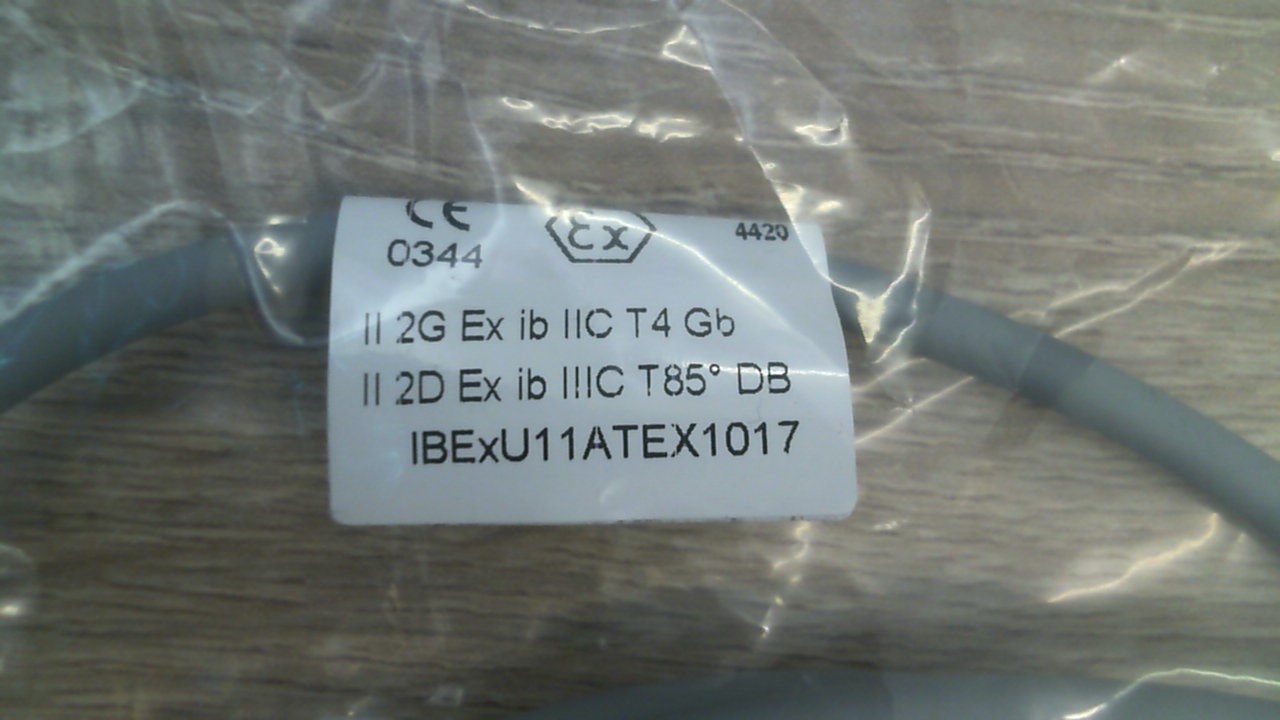 CE Ex 4420
0344
II 2G Ex ib IIC T4 Gb
II 2D Ex ib IIIC T85° DB
IBExU11ATEX1017